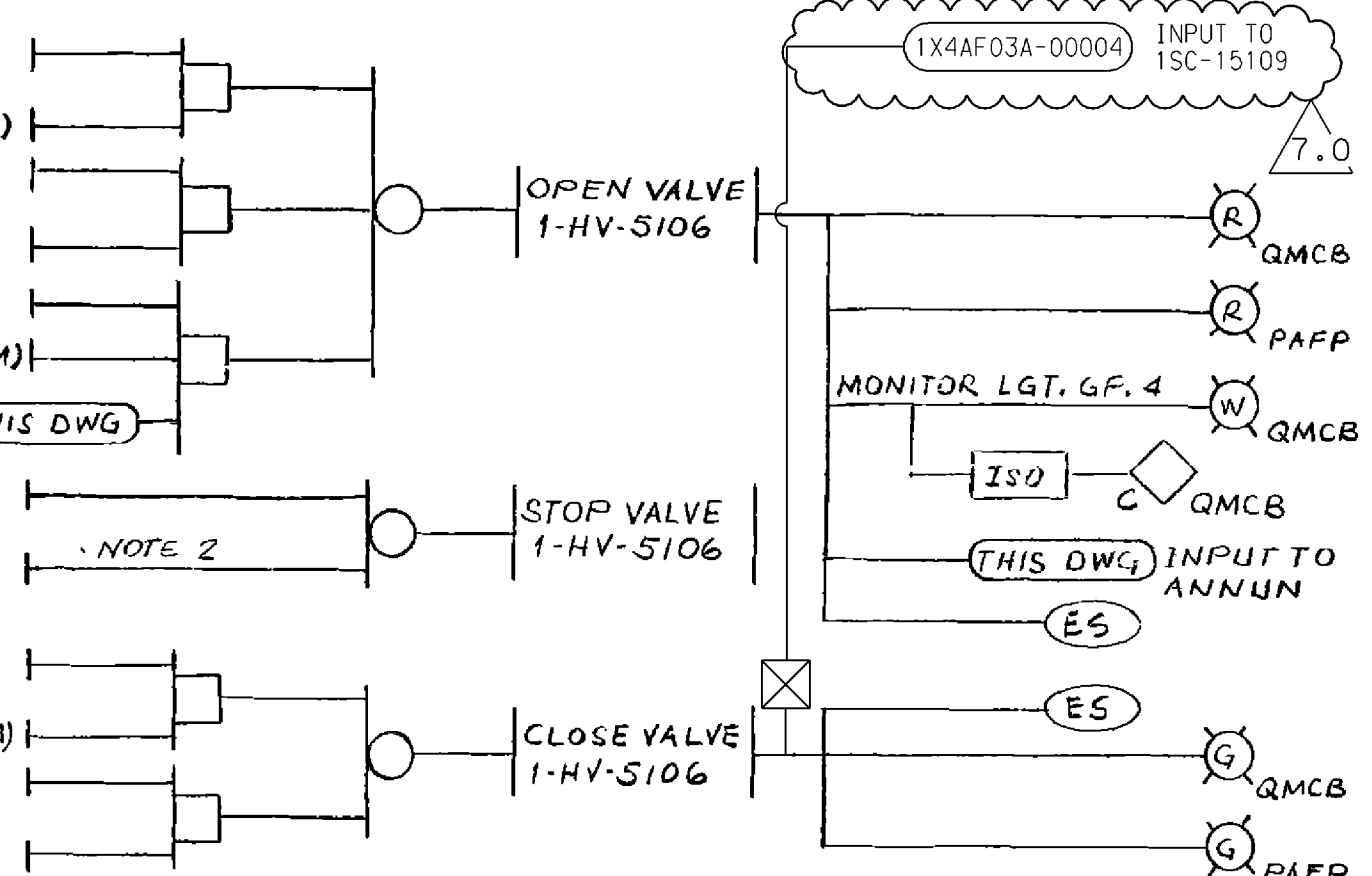 1X4AF03A-00004
INPUT TO
1SC-15109
7.0
OPEN VALVE
1-HV-5106
R
QMCB
R
PAFP
MONITOR LGT. GF. 4
W
QMCB
THIS DWG
ISO
C
QMCB
STOP VALVE
1-HV-5106
NOTE 2
THIS DWG
INPUT TO
ANNUN
ES
ES
CLOSE VALVE
1-HV-5106
G
QMCB
G
PAFP